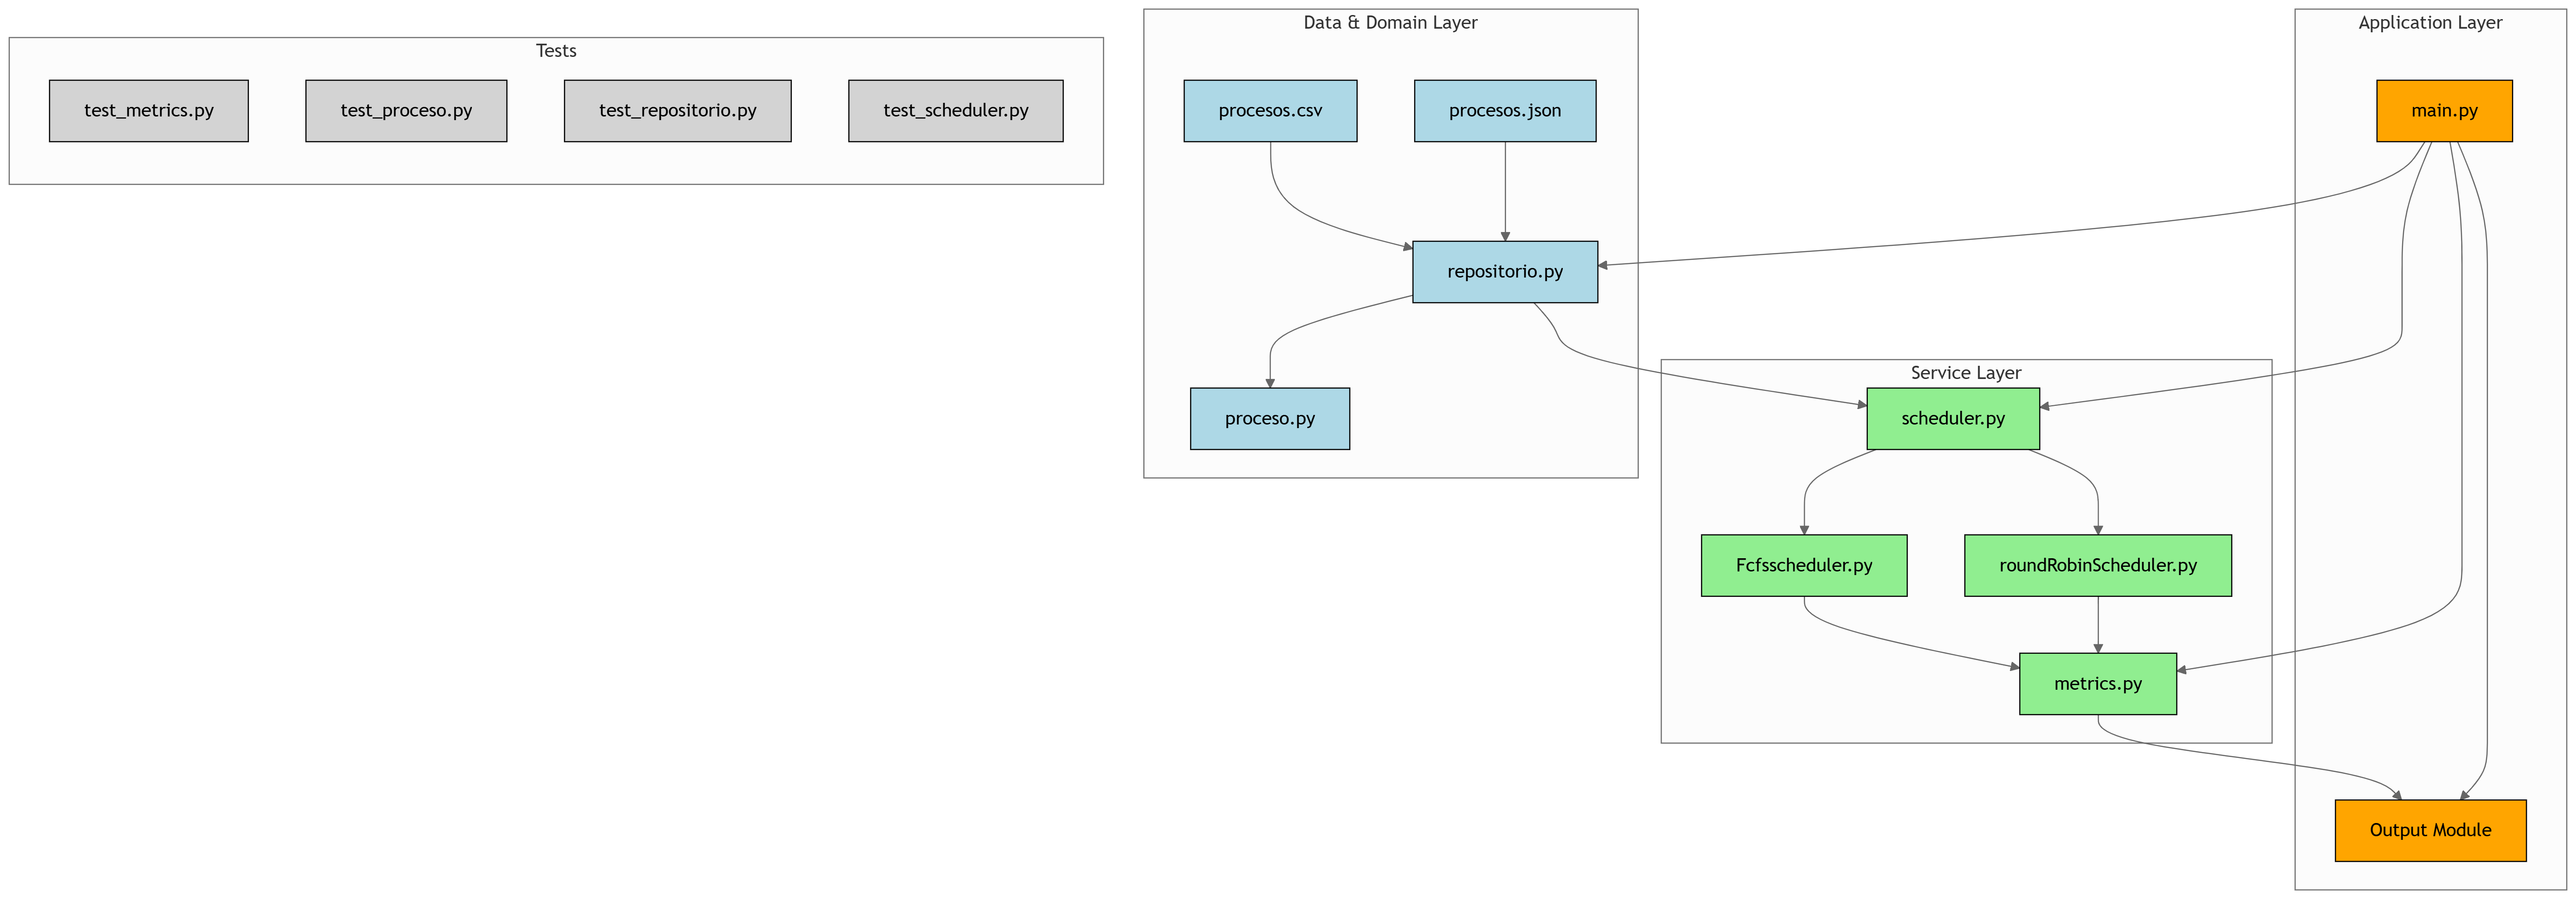 Tests
test_metrics.py
test_proceso.py
test_repositorio.py
test_scheduler.py
Data & Domain Layer
procesos.csv
procesos.json
repositorio.py
proceso.py
Service Layer
scheduler.py
Fcfsscheduler.py
roundRobinScheduler.py
metrics.py
Application Layer
main.py
Output Module